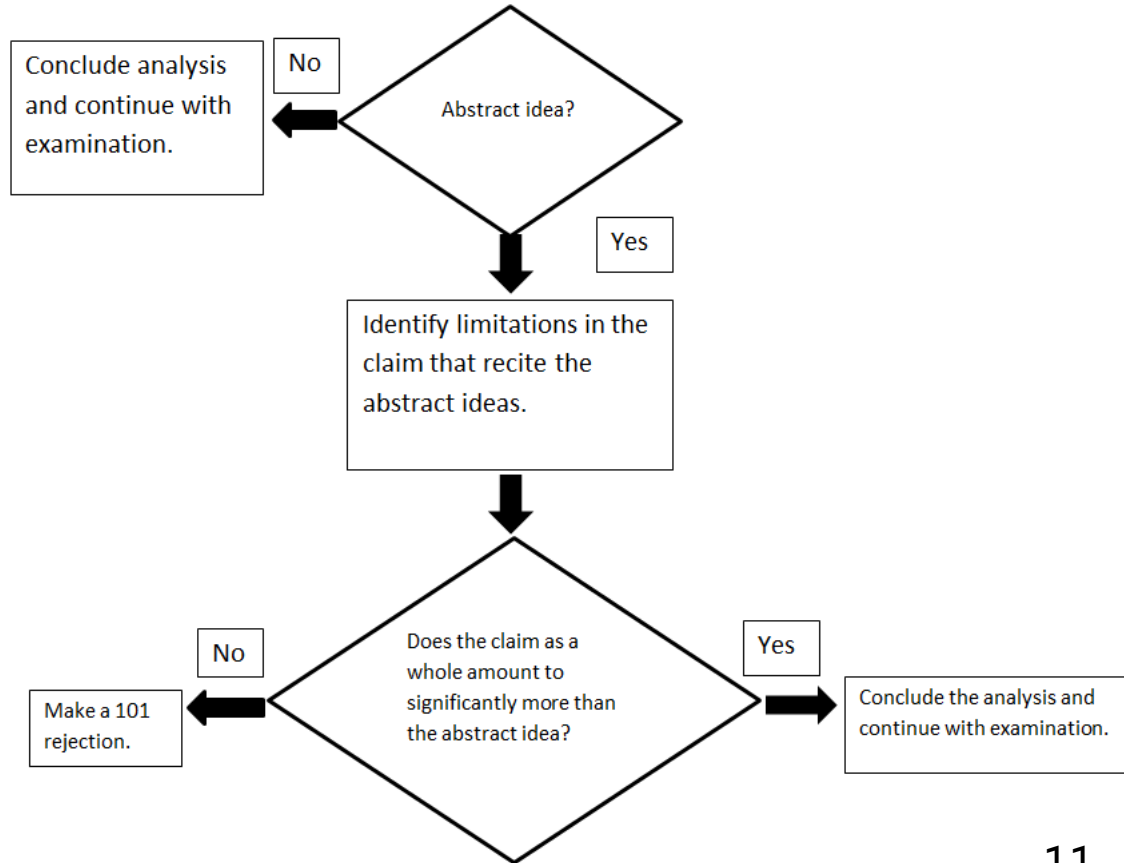 Abstract idea?
No
Conclude analysis
and continue with
examination.
Yes
Identify limitations in the
claim that recite the
abstract ideas.
Does the claim as a
whole amount to
significantly more than
the abstract idea?
No
Make a 101
rejection.
Yes
Conclude the analysis and
continue with examination.
11